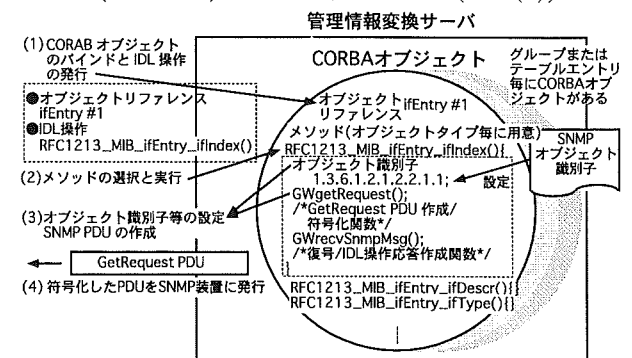 管理情報変換サーバ
(1) CORAB オブジェクト
のバインドと IDL 操作
の発行
CORBAオブジェクト
グループまたは
テーブルエントリ
毎にCORBAオブ
ジェクトがある
●オブジェクトリファレンス
ifEntry #1
●IDL操作
RFC1213_MIB_ifEntry_ifIndex()
オブジェクト ifEntry #1
リファレンス
メソッド(オブジェクトタイプ毎に用意)
RFC1213_MIB_ifEntry_ifIndex(){
オブジェクト識別子
1.3.6.1.2.1.2.2.1.1;
設定
SNMP
オブジェクト
識別子
(2)メソッドの選択と実行
GWgetRequest();
/*GetRequest PDU 作成/
符号化関数*/
GWrecvSnmpMsg();
/*復号/IDL操作応答作成関数*/
}
(3)オブジェクト識別子等の設定
SNMP PDU の作成
GetRequest PDU
(4) 符号化したPDUをSNMP装置に発行
RFC1213_MIB_ifEntry_ifDescr(){}
RFC1213_MIB_ifEntry_ifType(){}